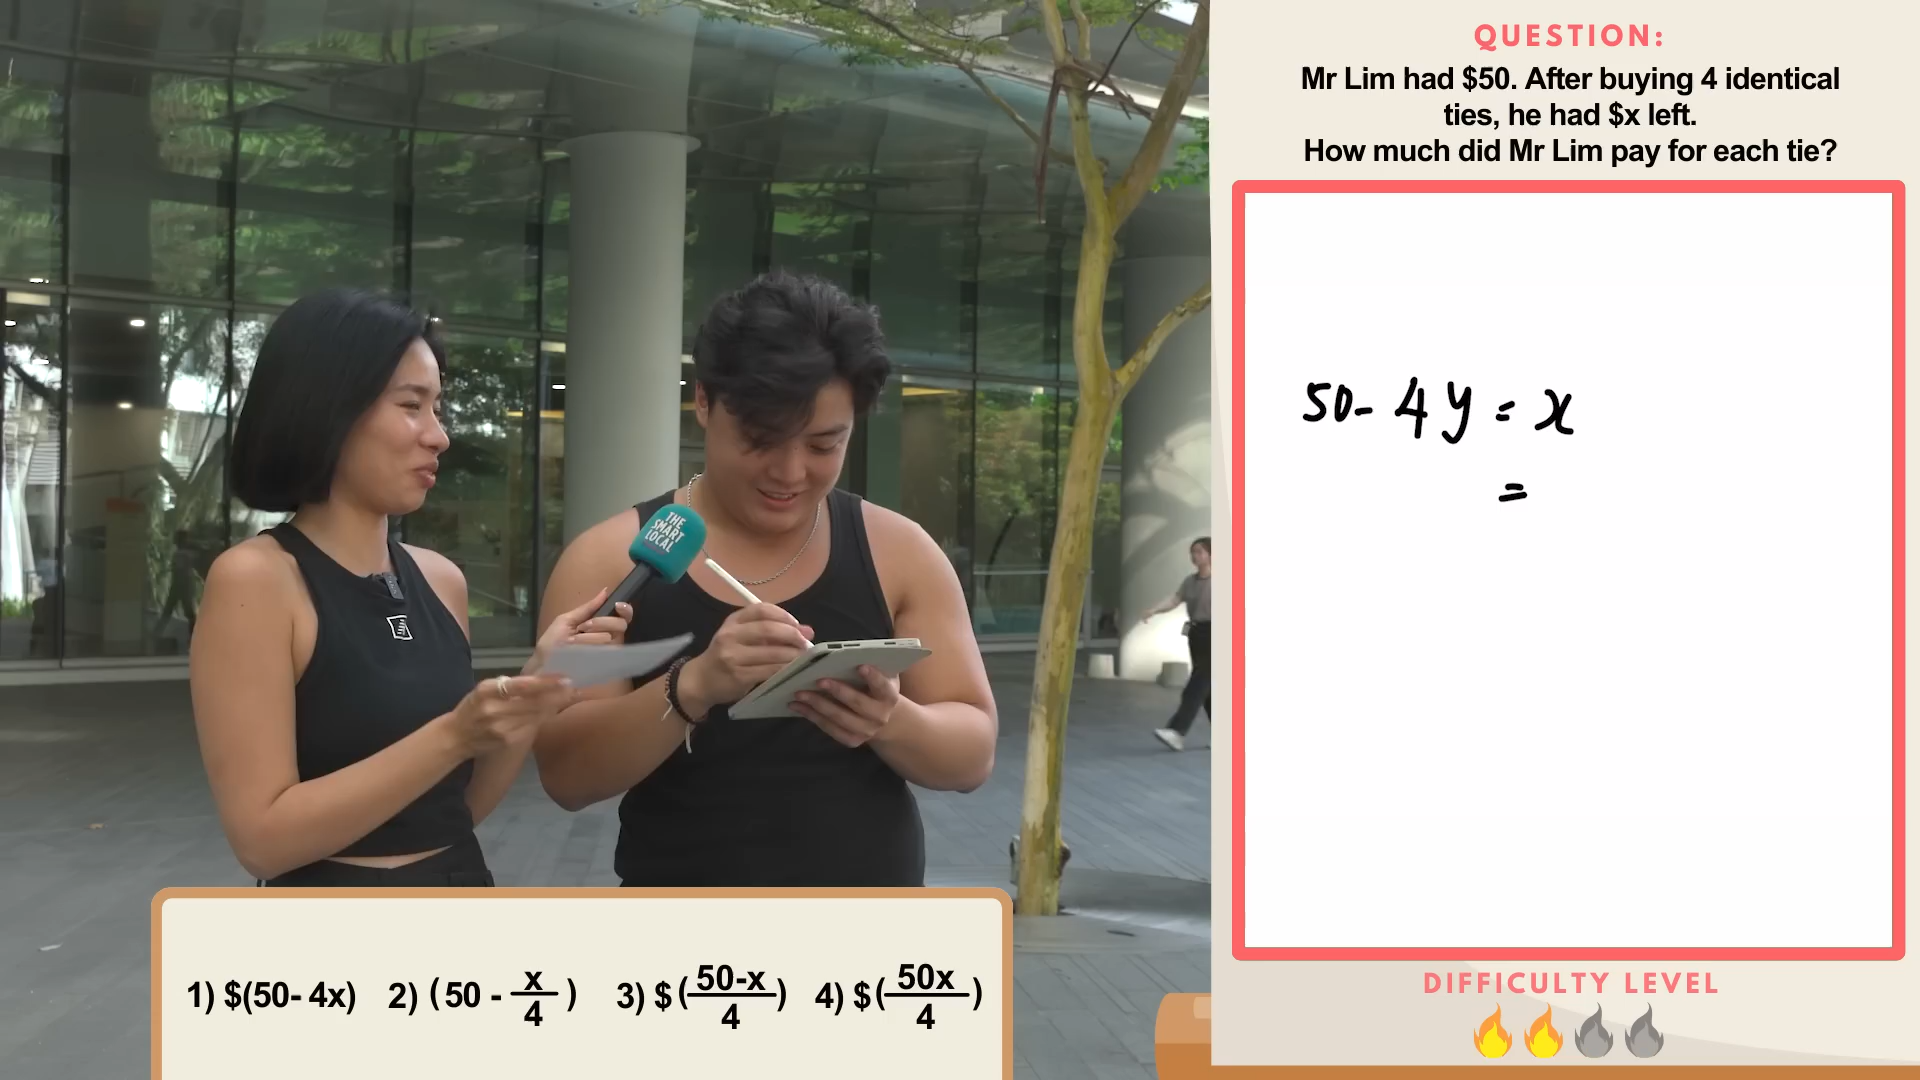 QUESTION:
Mr Lim had $50. After buying 4 identical
ties, he had $x left.
How much did Mr Lim pay for each tie?
50 - 4y = x
=
THE
SMART
LOCAL
1) $(50- 4x) 2) (50 - x/4) 3) $(50-x/4) 4) $(50x/4)
DIFFICULTY LEVEL